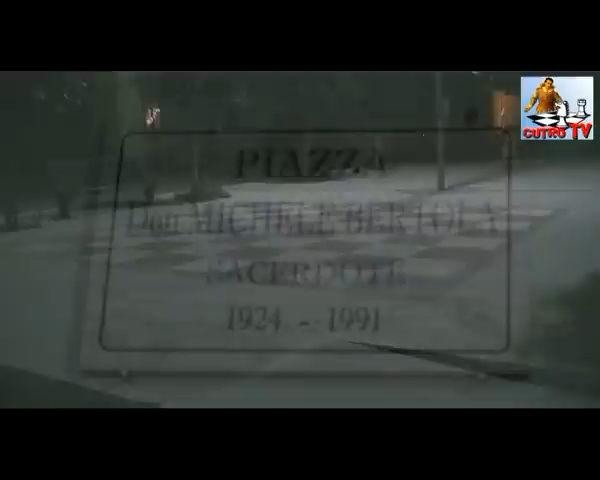 CUTRO TV
PIAZZA
Don MICHELE BERTOLA
SACERDOTE
1924 - 1991